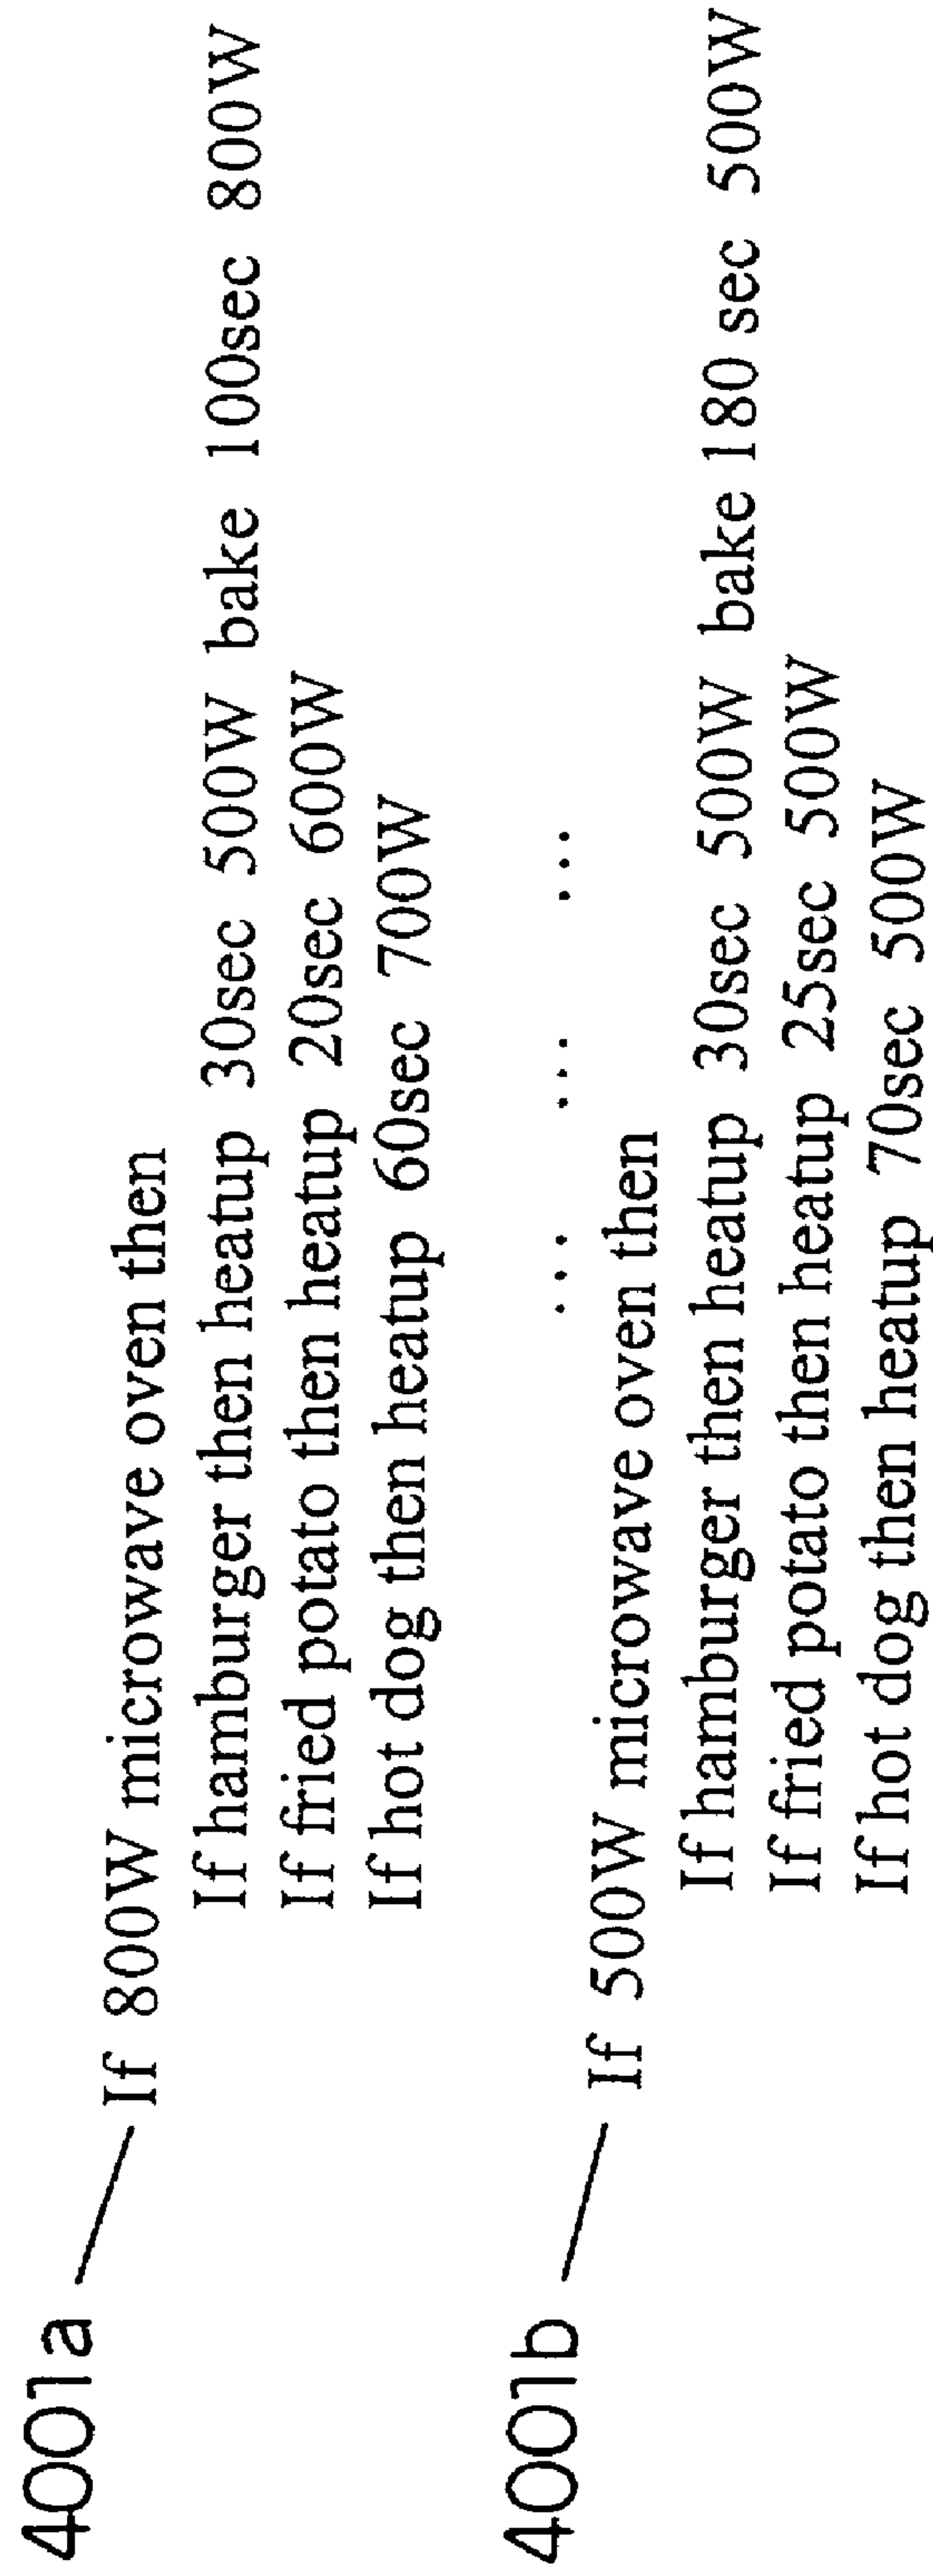 4001a
If 800W microwave oven then
If hamburger then heatup 30sec 500W bake 100sec 800W
If fried potato then heatup 20sec 600W
If hot dog then heatup 60sec 700W
... ... ...
4001b
If 500W microwave oven then
If hamburger then heatup 30sec 500W bake 180 sec 500W
If fried potato then heatup 25sec 500W
If hot dog then heatup 70sec 500W